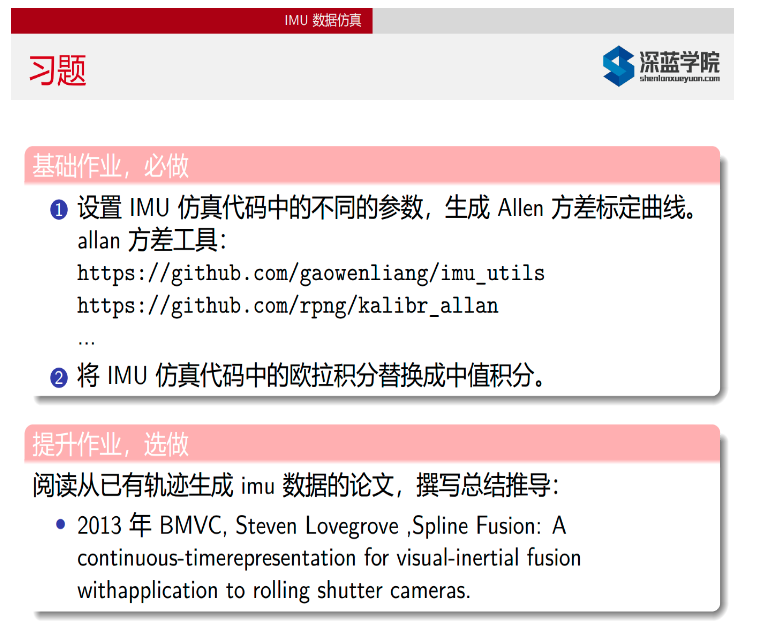 IMU 数据仿真
习题
深蓝学院
shenlanxueyuan.com
基础作业，必做
1 设置 IMU 仿真代码中的不同的参数，生成 Allen 方差标定曲线。
allan 方差工具：
https://github.com/gaowenliang/imu_utils
https://github.com/rpng/kalibr_allan
...
2 将 IMU 仿真代码中的欧拉积分替换成中值积分。
提升作业，选做
阅读从已有轨迹生成 imu 数据的论文，撰写总结推导：
• 2013 年 BMVC, Steven Lovegrove ,Spline Fusion: A
continuous-timerepresentation for visual-inertial fusion
withapplication to rolling shutter cameras.